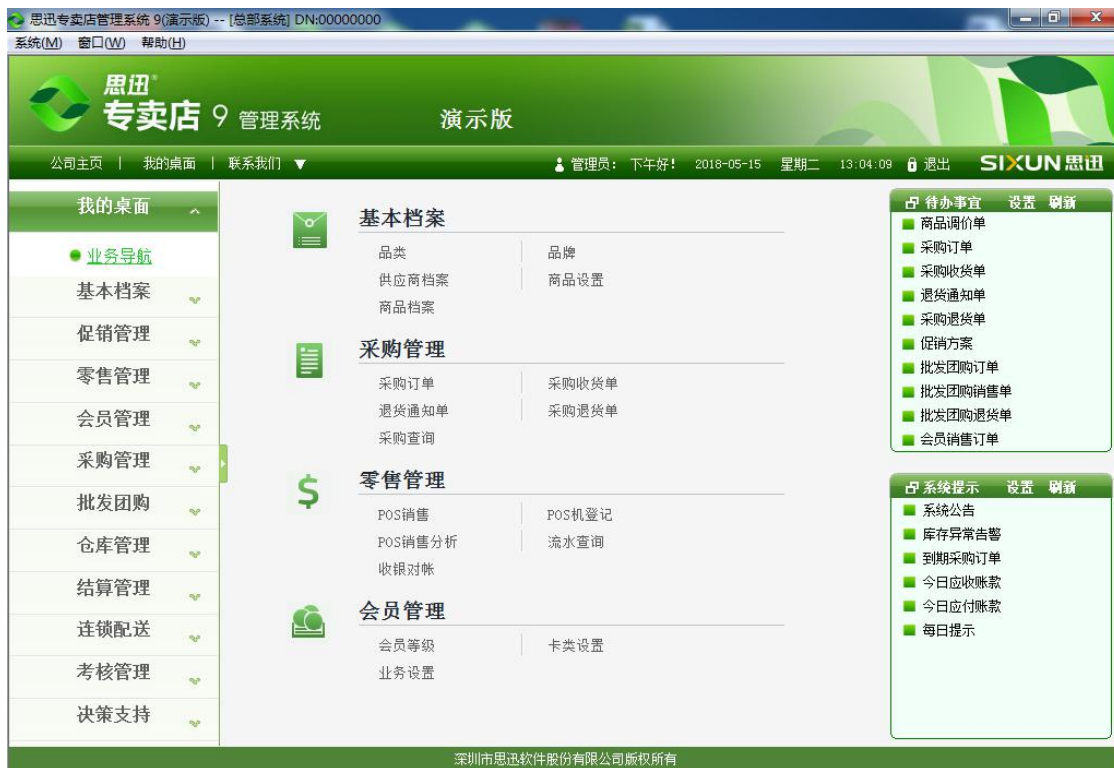 思迅专卖店管理系统 9(演示版) -- [总部系统] DN:00000000
系统(M) 窗口(W) 帮助(H)
思迅®
专卖店 9 管理系统 演示版
公司主页 | 我的桌面 | 联系我们 ▼ 管理员: 下午好! 2018-05-15 星期二 13:04:09 退出 SIXUN思迅
我的桌面
业务导航
基本档案
促销管理
零售管理
会员管理
采购管理
批发团购
仓库管理
结算管理
连锁配送
考核管理
决策支持
基本档案
品类 品牌
供应商档案 商品设置
商品档案
采购管理
采购订单 采购收货单
退货通知单 采购退货单
采购查询
零售管理
POS销售 POS机登记
POS销售分析 流水查询
收银对帐
会员管理
会员等级 卡类设置
业务设置
待办事宜 设置 刷新
商品调价单
采购订单
采购收货单
退货通知单
采购退货单
促销方案
批发团购订单
批发团购销售单
批发团购退货单
会员销售订单
系统提示 设置 刷新
系统公告
库存异常告警
到期采购订单
今日应收账款
今日应付账款
每日提示
深圳市思迅软件股份有限公司版权所有